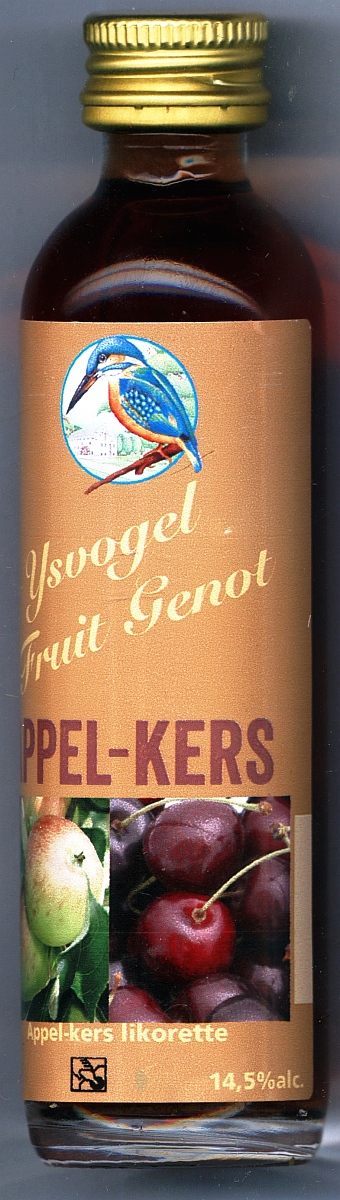 Ysvogel
Fruit Genot
PPEL-KERS
Appel-kers likorette
14,5%alc.